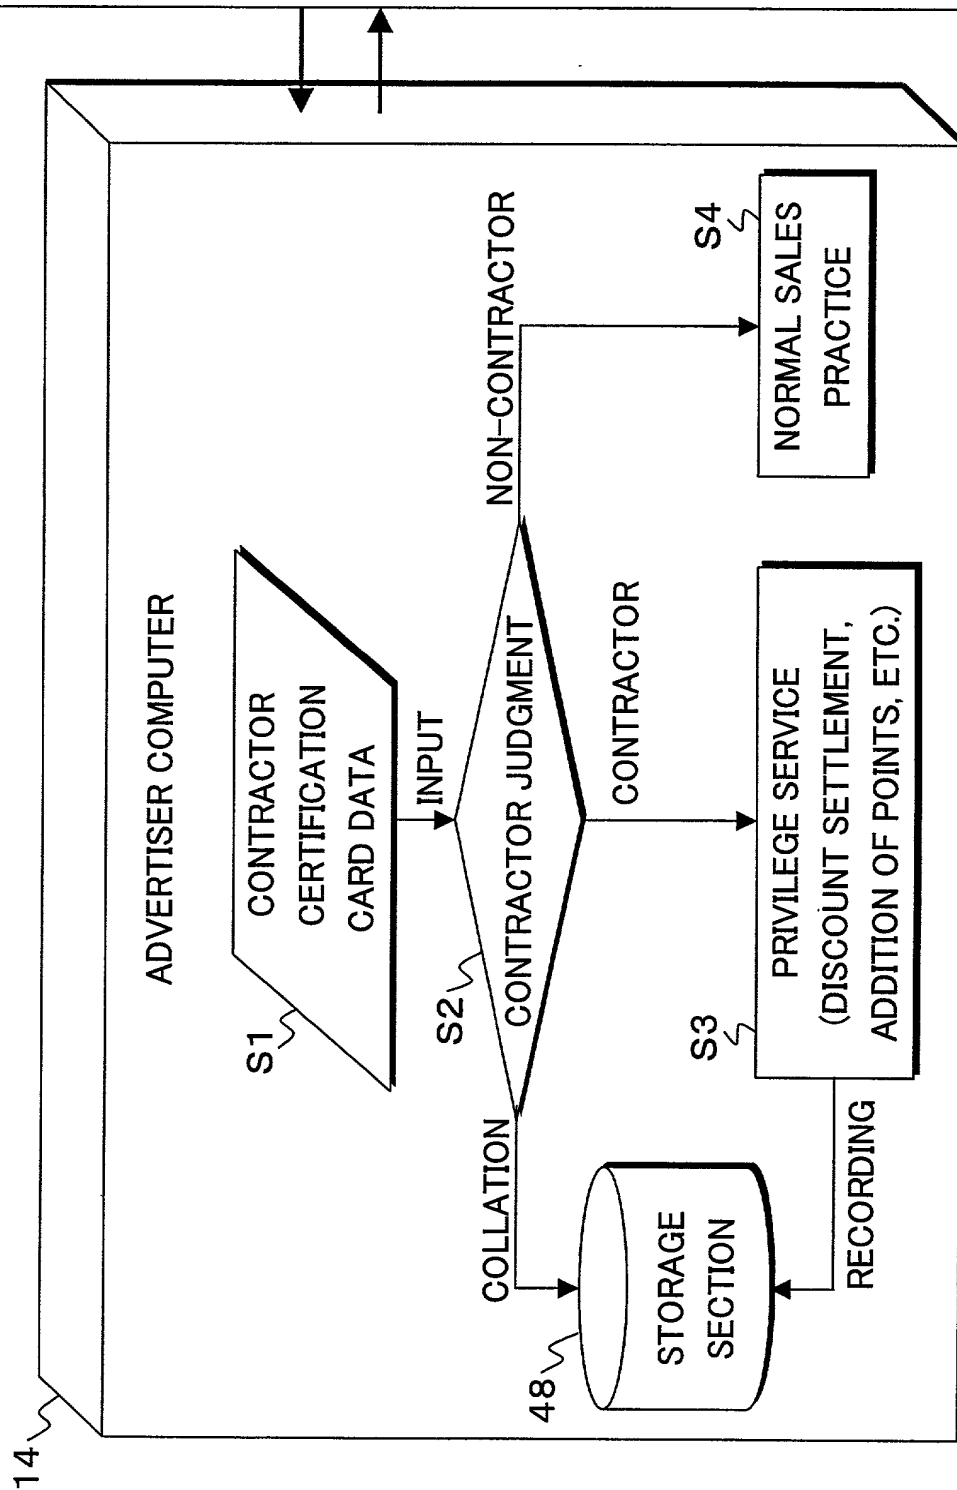 14
ADVERTISER COMPUTER
S1
CONTRACTOR
CERTIFICATION
CARD DATA
INPUT
S2
CONTRACTOR JUDGMENT
COLLATION
NON-CONTRACTOR
CONTRACTOR
48
STORAGE
SECTION
RECORDING
S3
PRIVILEGE SERVICE
(DISCOUNT SETTLEMENT,
ADDITION OF POINTS, ETC.)
S4
NORMAL SALES
PRACTICE